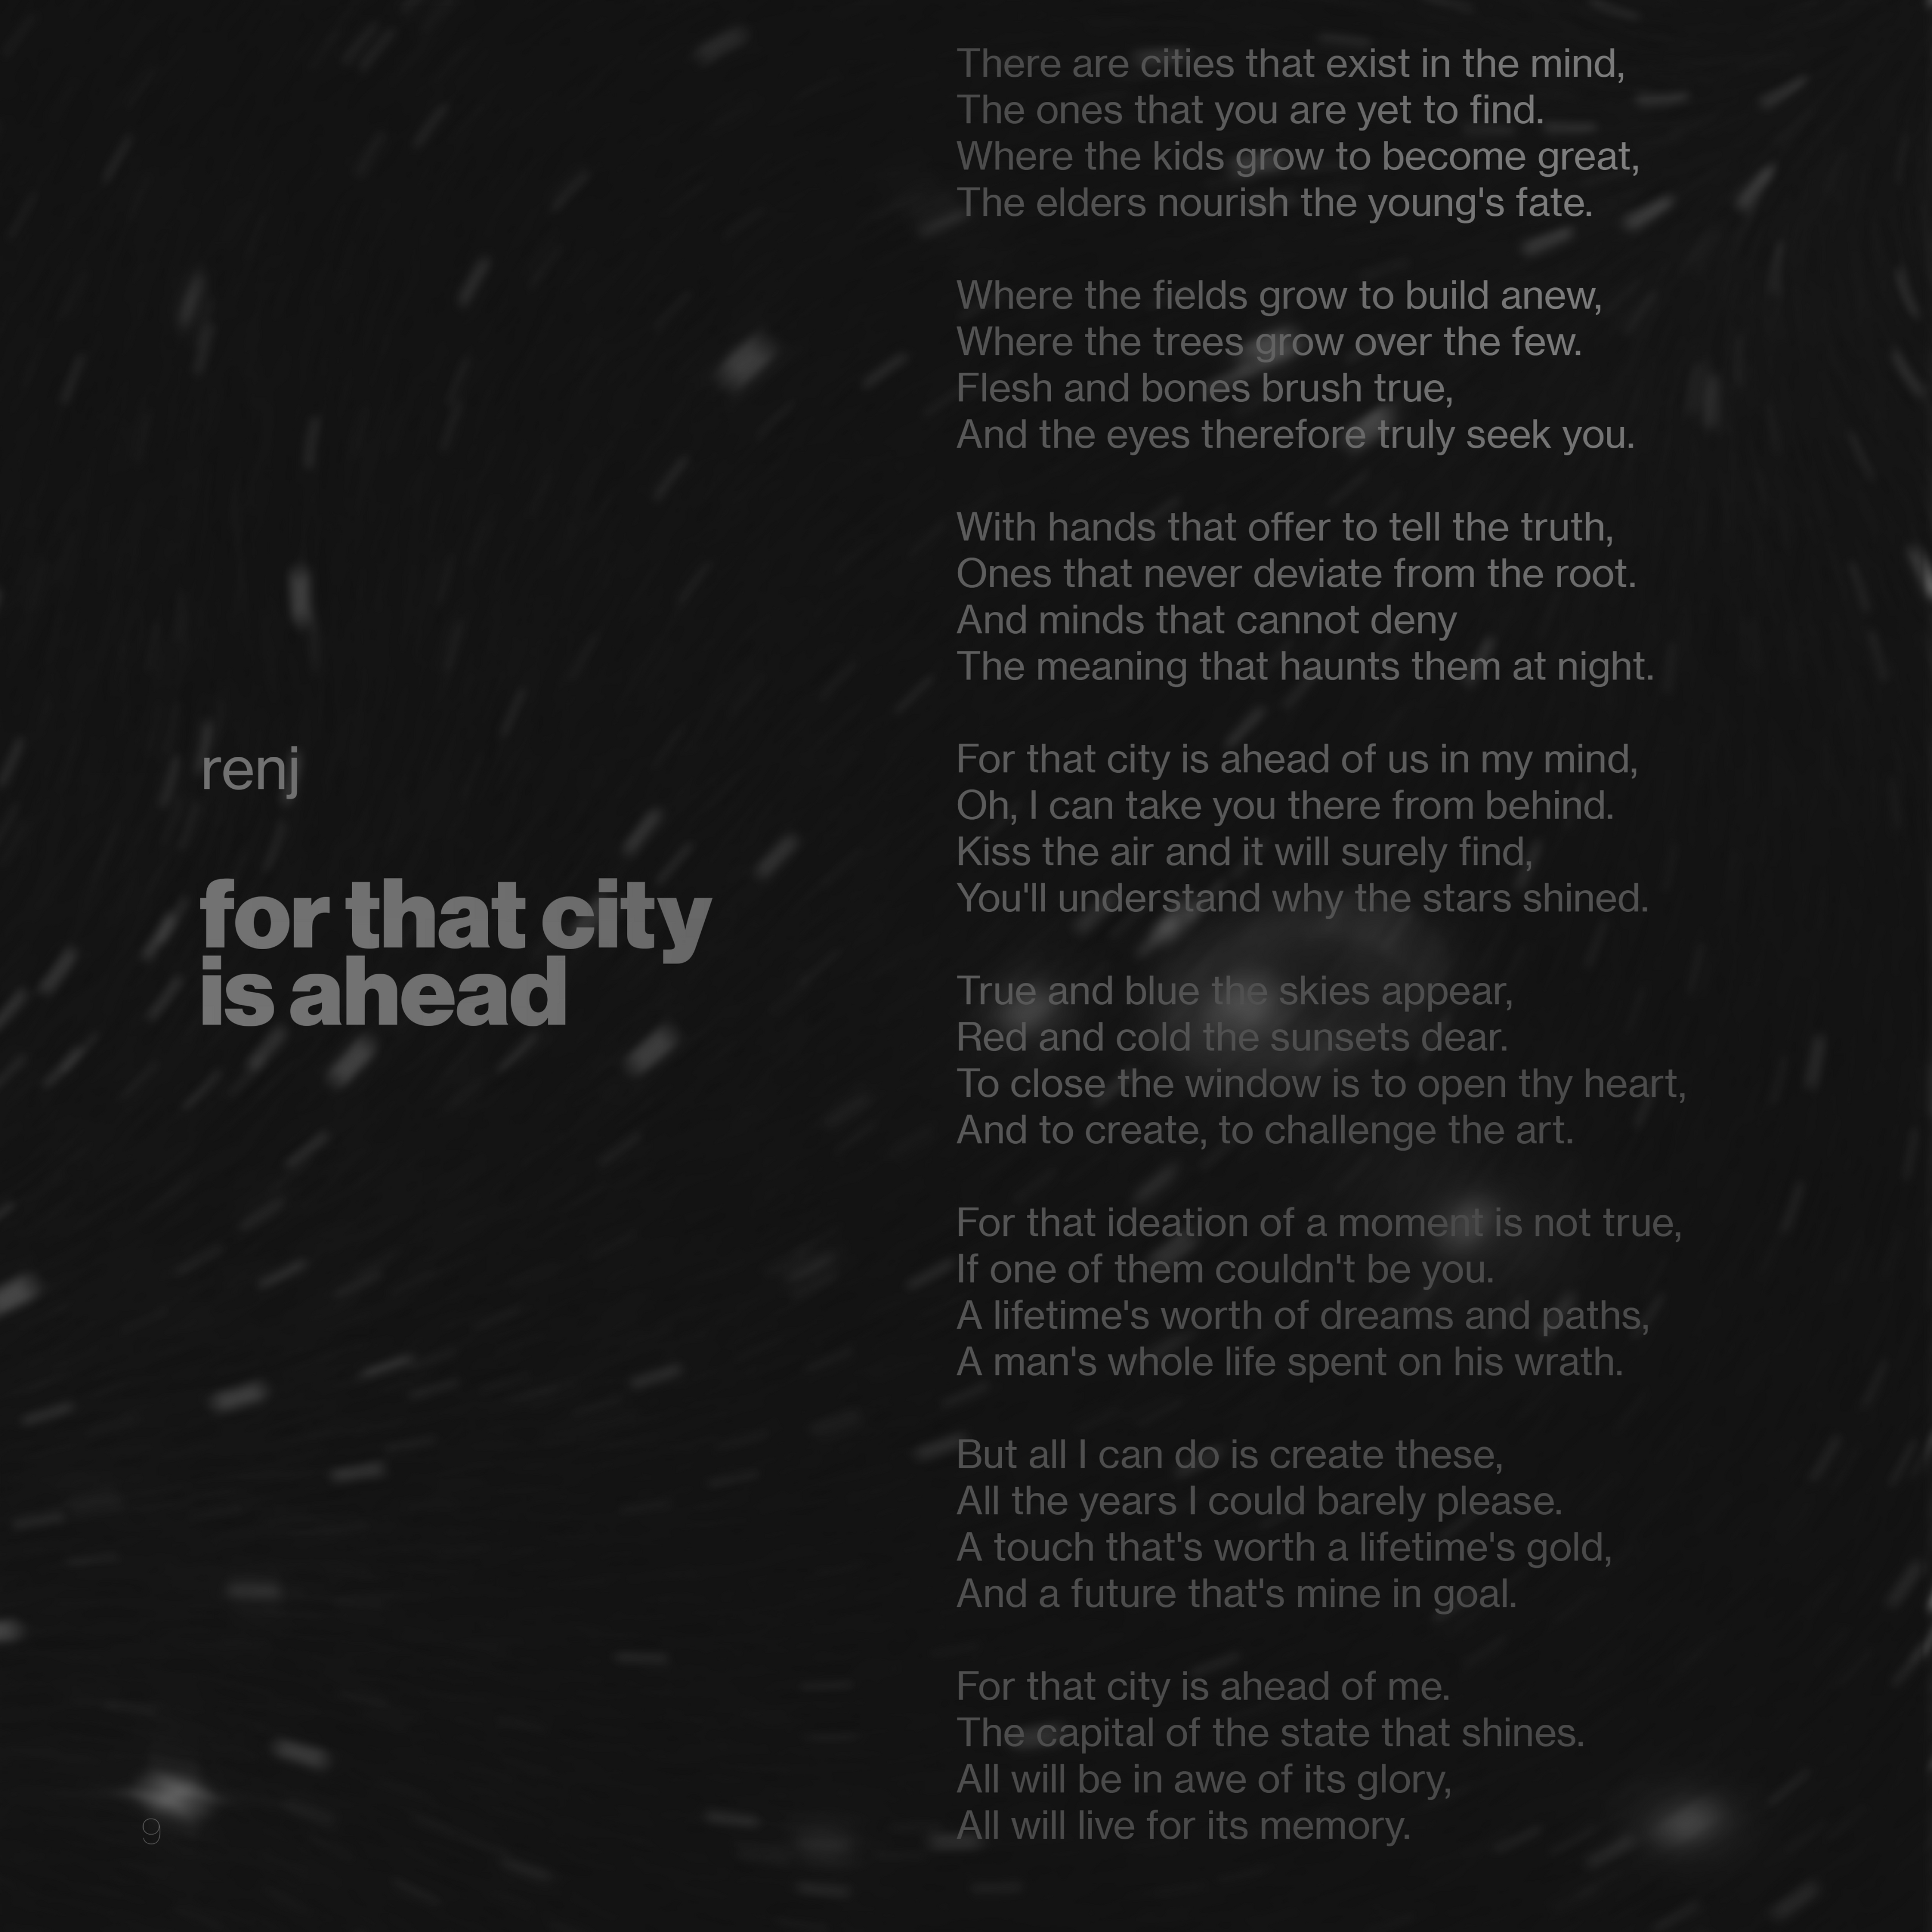 renj
for that city
is ahead
There are cities that exist in the mind,
The ones that you are yet to find.
Where the kids grow to become great,
The elders nourish the young's fate.
Where the fields grow to build anew,
Where the trees grow over the few.
Flesh and bones brush true,
And the eyes therefore truly seek you.
With hands that offer to tell the truth,
Ones that never deviate from the root.
And minds that cannot deny
The meaning that haunts them at night.
For that city is ahead of us in my mind,
Oh, I can take you there from behind.
Kiss the air and it will surely find,
You'll understand why the stars shined.
True and blue the skies appear,
Red and cold the sunsets dear.
To close the window is to open thy heart,
And to create, to challenge the art.
For that ideation of a moment is not true,
If one of them couldn't be you.
A lifetime's worth of dreams and paths,
A man's whole life spent on his wrath.
But all I can do is create these,
All the years I could barely please.
A touch that's worth a lifetime's gold,
And a future that's mine in goal.
For that city is ahead of me.
The capital of the state that shines.
All will be in awe of its glory,
All will live for its memory.
9